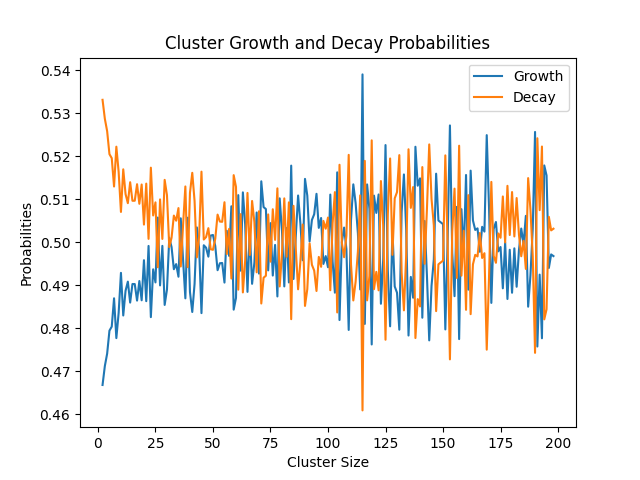 Cluster Growth and Decay Probabilities
Growth
Decay
0.54
0.53
0.52
0.51
0.50
0.49
0.48
0.47
0.46
Probabilities
0 25 50 75 100 125 150 175 200
Cluster Size